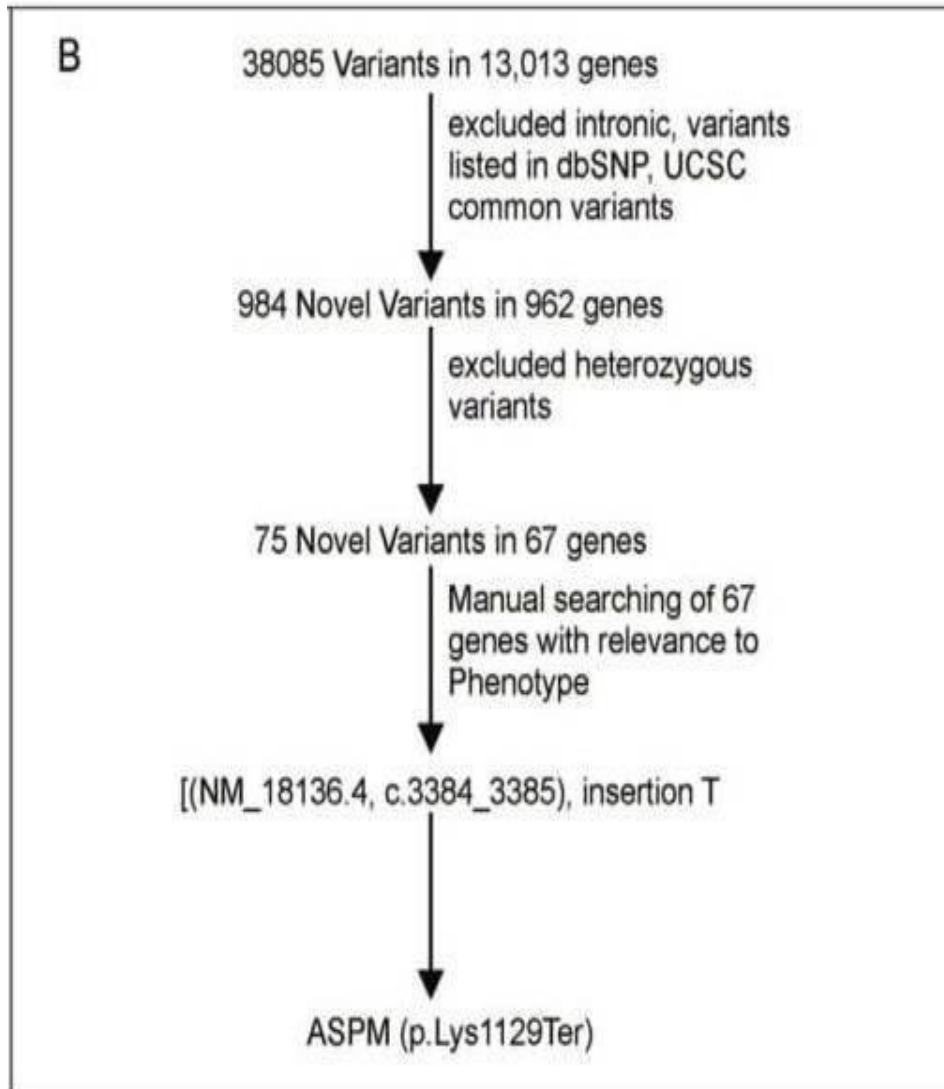 B
38085 Variants in 13,013 genes
excluded intronic, variants
listed in dbSNP, UCSC
common variants
984 Novel Variants in 962 genes
excluded heterozygous
variants
75 Novel Variants in 67 genes
Manual searching of 67
genes with relevance to
Phenotype
[(NM_18136.4, c.3384_3385), insertion T
ASPM (p.Lys1129Ter)